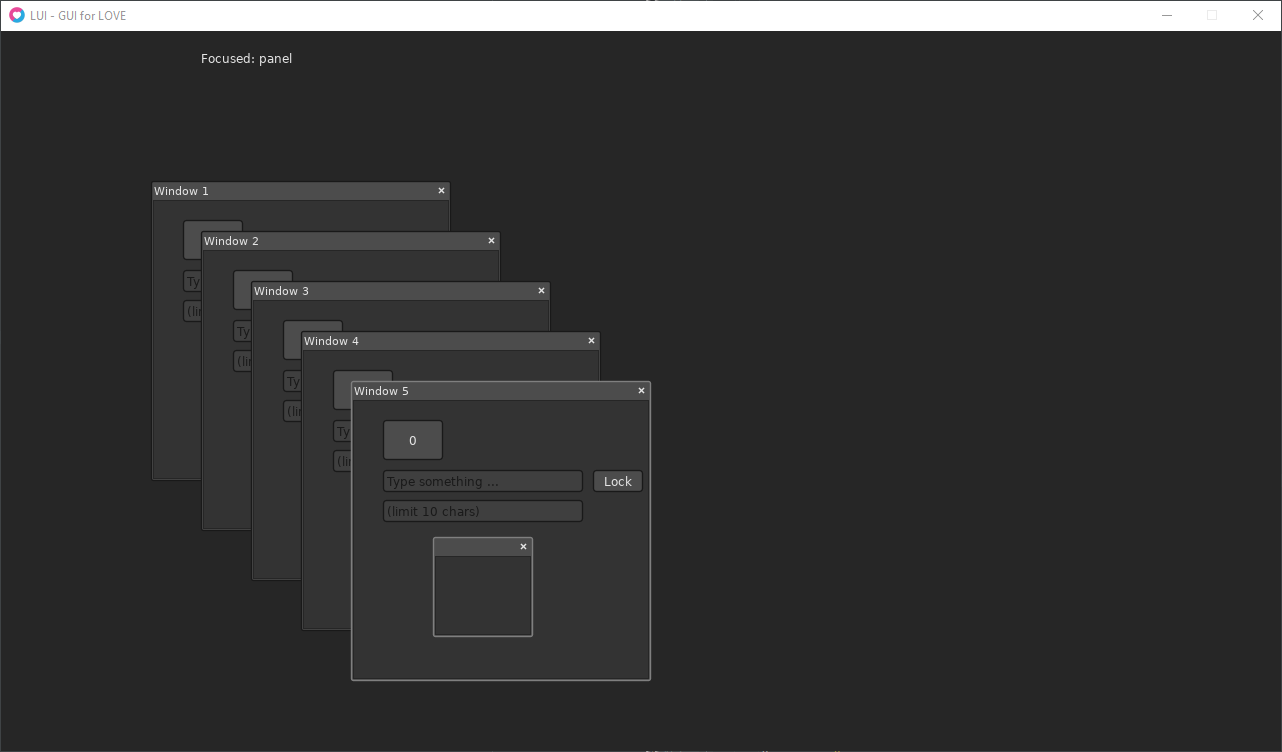 LUI - GUI for LOVE
Focused: panel
Window 1
Window 2
Ty
Window 3
(li
Ty
Window 4
(li
Ty
Window 5
(li
Ty
0
(li
Type something ...
Lock
(limit 10 chars)